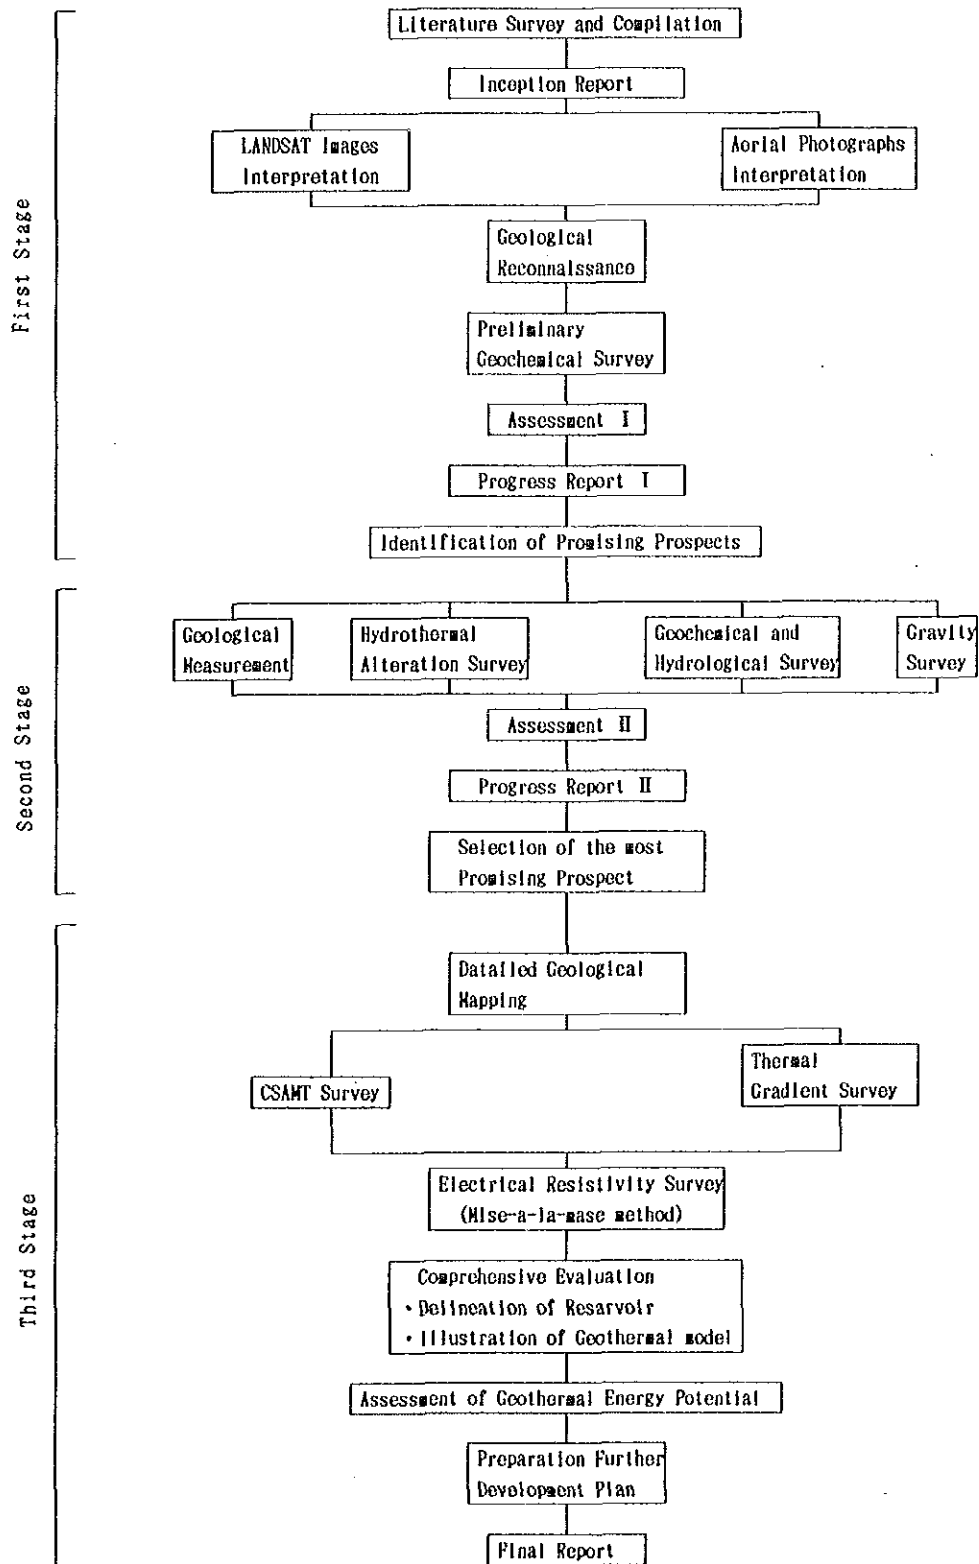 First Stage
Literature Survey and Compilation
Inception Report
LANDSAT Images
Interpretation
Aerial Photographs
Interpretation
Geological
Reconnaissance
Preliminary
Geochemical Survey
Assessment I
Progress Report I
Identification of Promising Prospects
Second Stage
Geological
Measurement
Hydrothermal
Alteration Survey
Geochemical and
Hydrological Survey
Gravity
Survey
Assessment II
Progress Report II
Selection of the most
Promising Prospect
Third Stage
Datailed Geological
Mapping
CSAMT Survey
Thermal
Gradient Survey
Electrical Resistivity Survey
(Mise-a-la-mase method)
Comprehensive Evaluation
・Delineation of Resarvoir
・Illustration of Geothermal model
Assessment of Geothermal Energy Potential
Preparation Further
Development Plan
Final Report